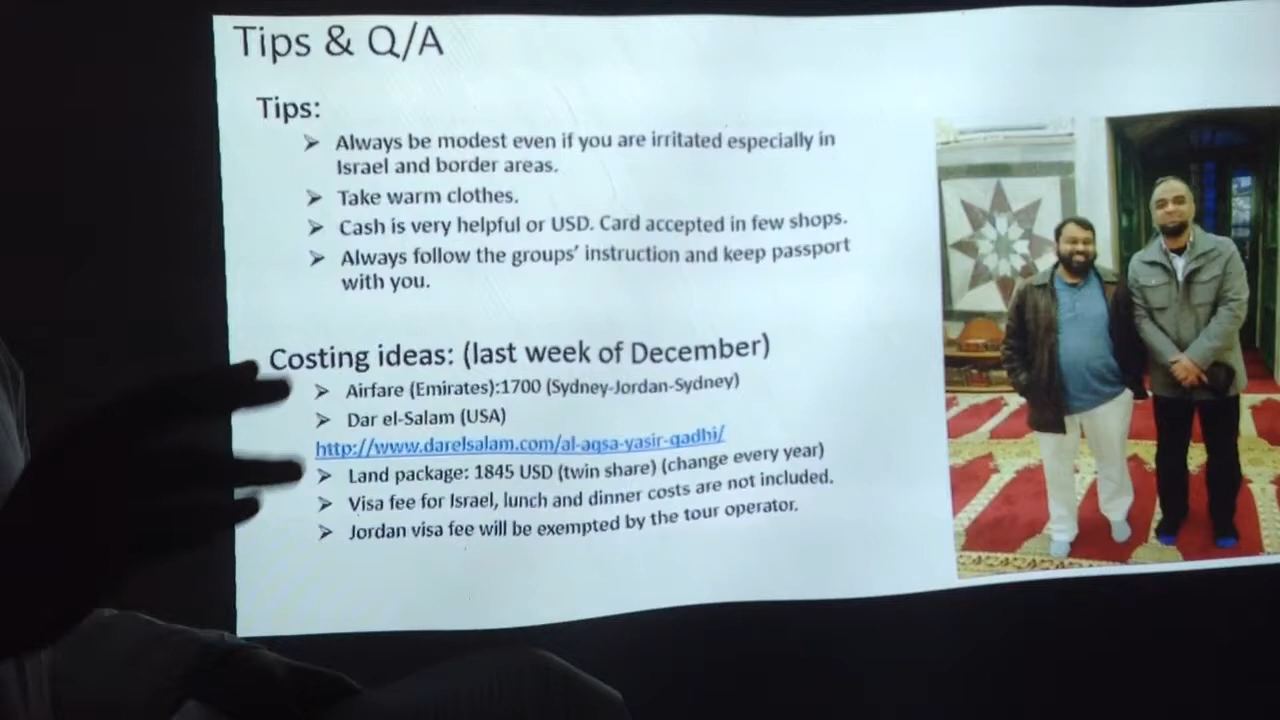 Tips & Q/A
Tips:
➢ Always be modest even if you are irritated especially in
Israel and border areas.
➢ Take warm clothes.
➢ Cash is very helpful or USD. Card accepted in few shops.
➢ Always follow the groups’ instruction and keep passport
with you.
Costing ideas: (last week of December)
➢ Airfare (Emirates):1700 (Sydney-Jordan-Sydney)
➢ Dar el-Salam (USA)
http://www.darelsalam.com/al-aqsa-yasir-qadhi/
➢ Land package: 1845 USD (twin share) (change every year)
➢ Visa fee for Israel, lunch and dinner costs are not included.
➢ Jordan visa fee will be exempted by the tour operator.